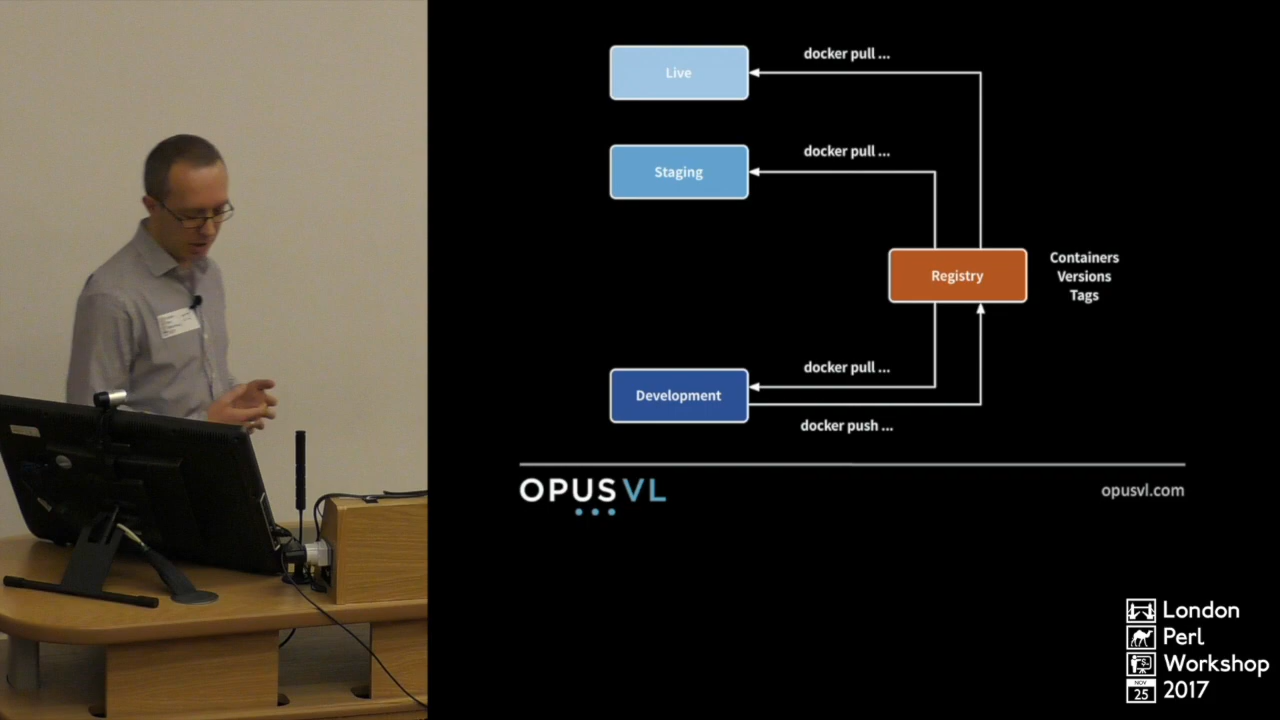 Live
docker pull ...
Staging
docker pull ...
Registry
Containers
Versions
Tags
docker pull ...
Development
docker push ...
OPUSVL
opusvl.com
London
Perl
Workshop
NOV
25
2017